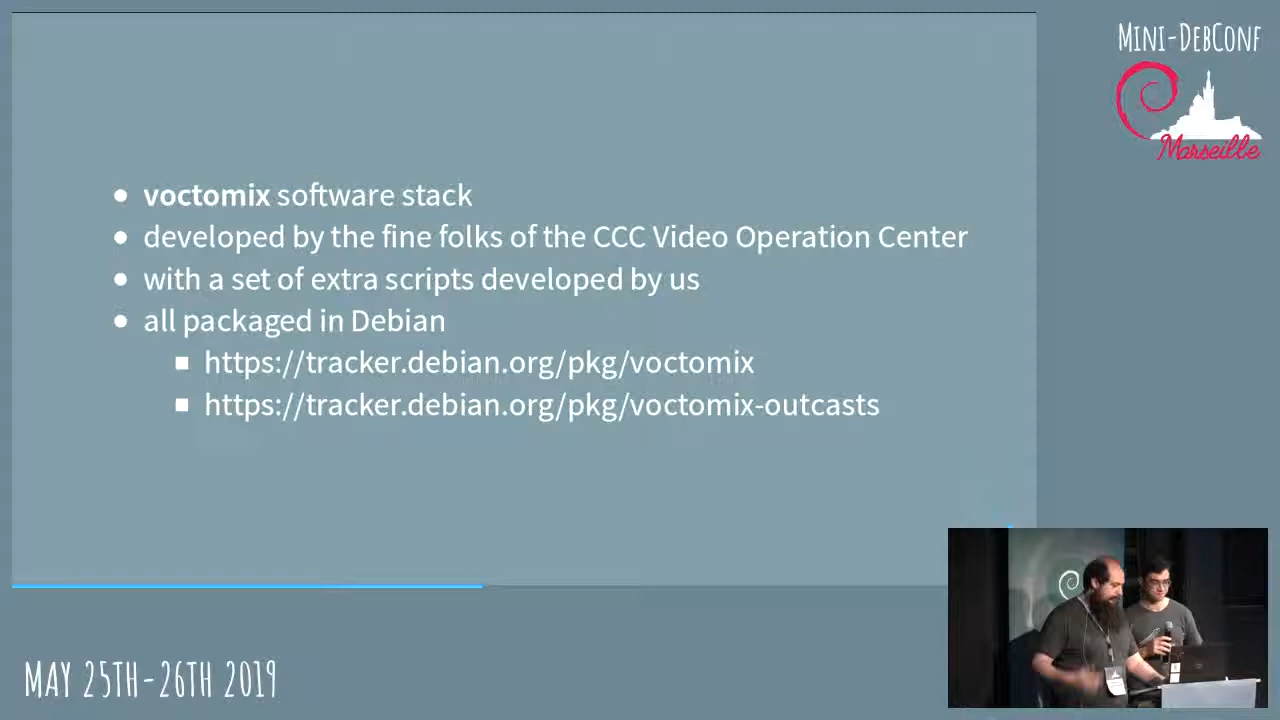 MINI-DEBCONF
Marseille
voctomix software stack
developed by the fine folks of the CCC Video Operation Center
with a set of extra scripts developed by us
all packaged in Debian
https://tracker.debian.org/pkg/voctomix
https://tracker.debian.org/pkg/voctomix-outcasts
MAY 25TH-26TH 2019